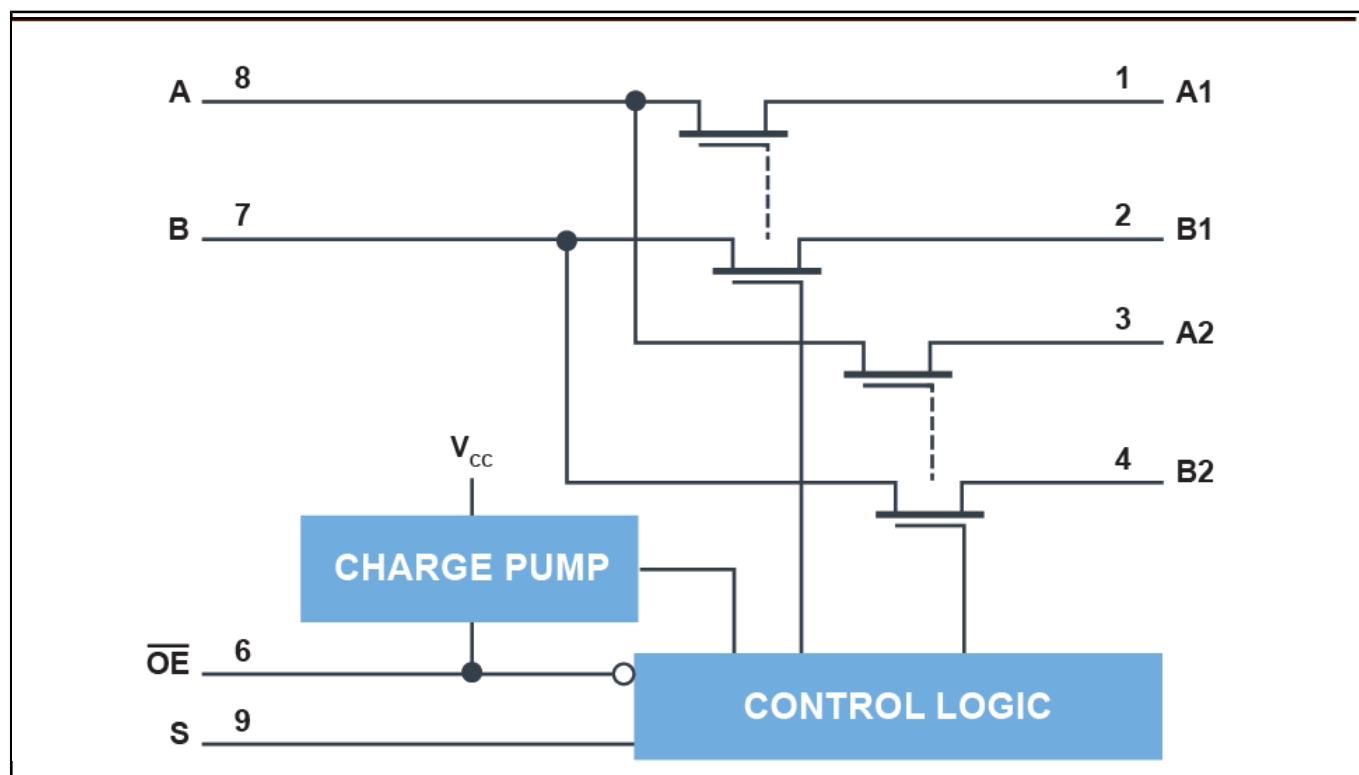 A 8 1 A1
B 7 2 B1
3 A2
4 B2
VCC
CHARGE PUMP
OE 6
CONTROL LOGIC
S 9